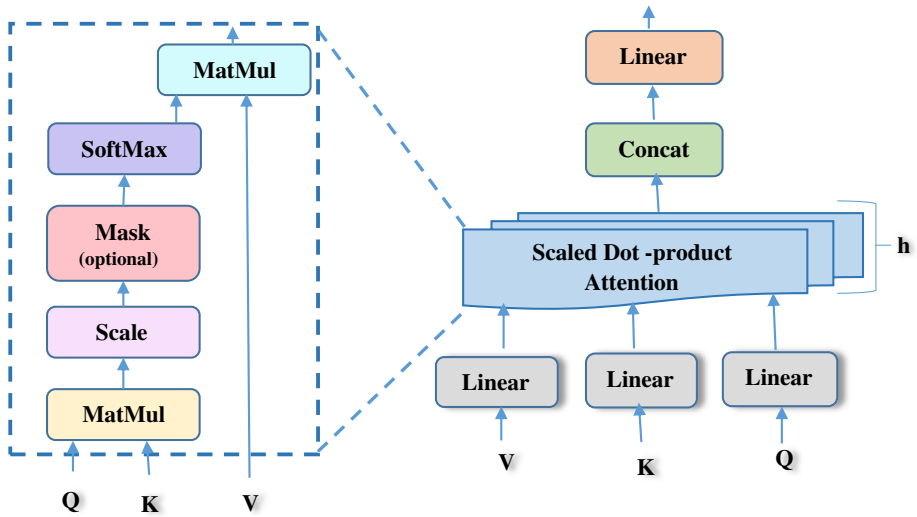 MatMul
SoftMax
Mask
(optional)
Scale
MatMul
Q
K
V
Linear
Concat
Scaled Dot -product
Attention
h
Linear
Linear
Linear
V
K
Q